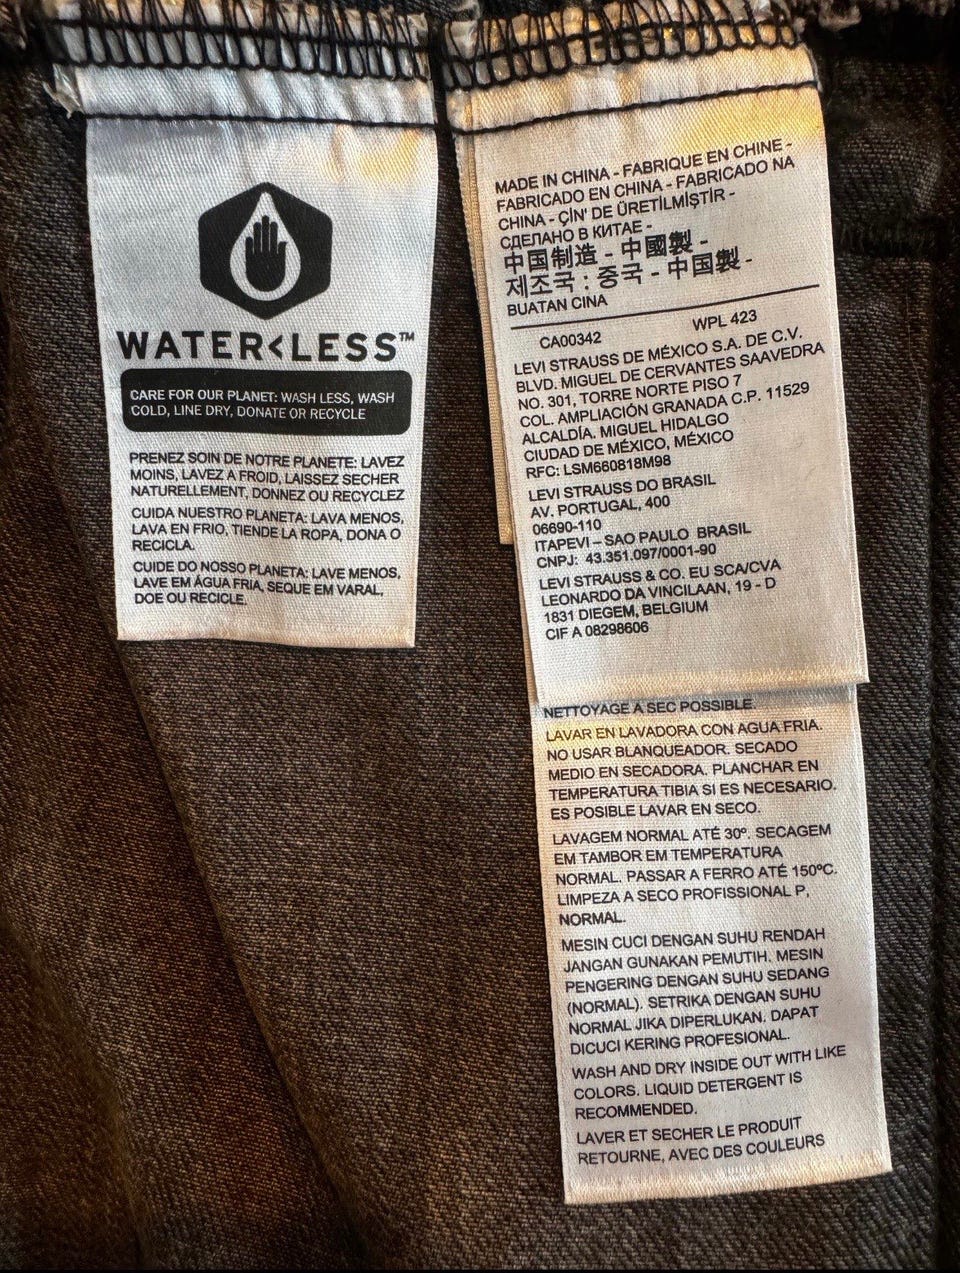 WATER<LESS™
CARE FOR OUR PLANET: WASH LESS, WASH
COLD, LINE DRY, DONATE OR RECYCLE
PRENEZ SOIN DE NOTRE PLANETE: LAVEZ
MOINS, LAVEZ A FROID, LAISSEZ SECHER
NATURELLEMENT, DONNEZ OU RECYCLEZ
CUIDA NUESTRO PLANETA: LAVA MENOS,
LAVA EN FRIO, TIENDE LA ROPA, DONA O
RECICLA.
CUIDE DO NOSSO PLANETA: LAVE MENOS,
LAVE EM ÁGUA FRIA, SEQUE EM VARAL,
DOE OU RECICLE.
MADE IN CHINA - FABRIQUE EN CHINE -
FABRICADO EN CHINA - FABRICADO NA
CHINA - ÇİN' DE ÜRETİLMİŞTİR -
СДЕЛАНО В КИТАЕ -
中国制造 - 中國製 -
제조국 : 중국 - 中国製 -
BUATAN CINA
CA00342 WPL 423
LEVI STRAUSS DE MÉXICO S.A. DE C.V.
BLVD. MIGUEL DE CERVANTES SAAVEDRA
NO. 301, TORRE NORTE PISO 7
COL. AMPLIACIÓN GRANADA C.P. 11529
ALCALDÍA. MIGUEL HIDALGO
CIUDAD DE MÉXICO, MÉXICO
RFC: LSM660818M98
LEVI STRAUSS DO BRASIL
AV. PORTUGAL, 400
06690-110
ITAPEVI – SAO PAULO BRASIL
CNPJ: 43.351.097/0001-90
LEVI STRAUSS & CO. EU SCA/CVA
LEONARDO DA VINCILAAN, 19 - D
1831 DIEGEM, BELGIUM
CIF A 08298606
NETTOYAGE A SEC POSSIBLE.
LAVAR EN LAVADORA CON AGUA FRIA.
NO USAR BLANQUEADOR. SECADO
MEDIO EN SECADORA. PLANCHAR EN
TEMPERATURA TIBIA SI ES NECESARIO.
ES POSIBLE LAVAR EN SECO.
LAVAGEM NORMAL ATÉ 30º. SECAGEM
EM TAMBOR EM TEMPERATURA
NORMAL. PASSAR A FERRO ATÉ 150ºC.
LIMPEZA A SECO PROFISSIONAL P,
NORMAL.
MESIN CUCI DENGAN SUHU RENDAH
JANGAN GUNAKAN PEMUTIH. MESIN
PENGERING DENGAN SUHU SEDANG
(NORMAL). SETRIKA DENGAN SUHU
NORMAL JIKA DIPERLUKAN. DAPAT
DICUCI KERING PROFESIONAL.
WASH AND DRY INSIDE OUT WITH LIKE
COLORS. LIQUID DETERGENT IS
RECOMMENDED.
LAVER ET SECHER LE PRODUIT
RETOURNE, AVEC DES COULEURS